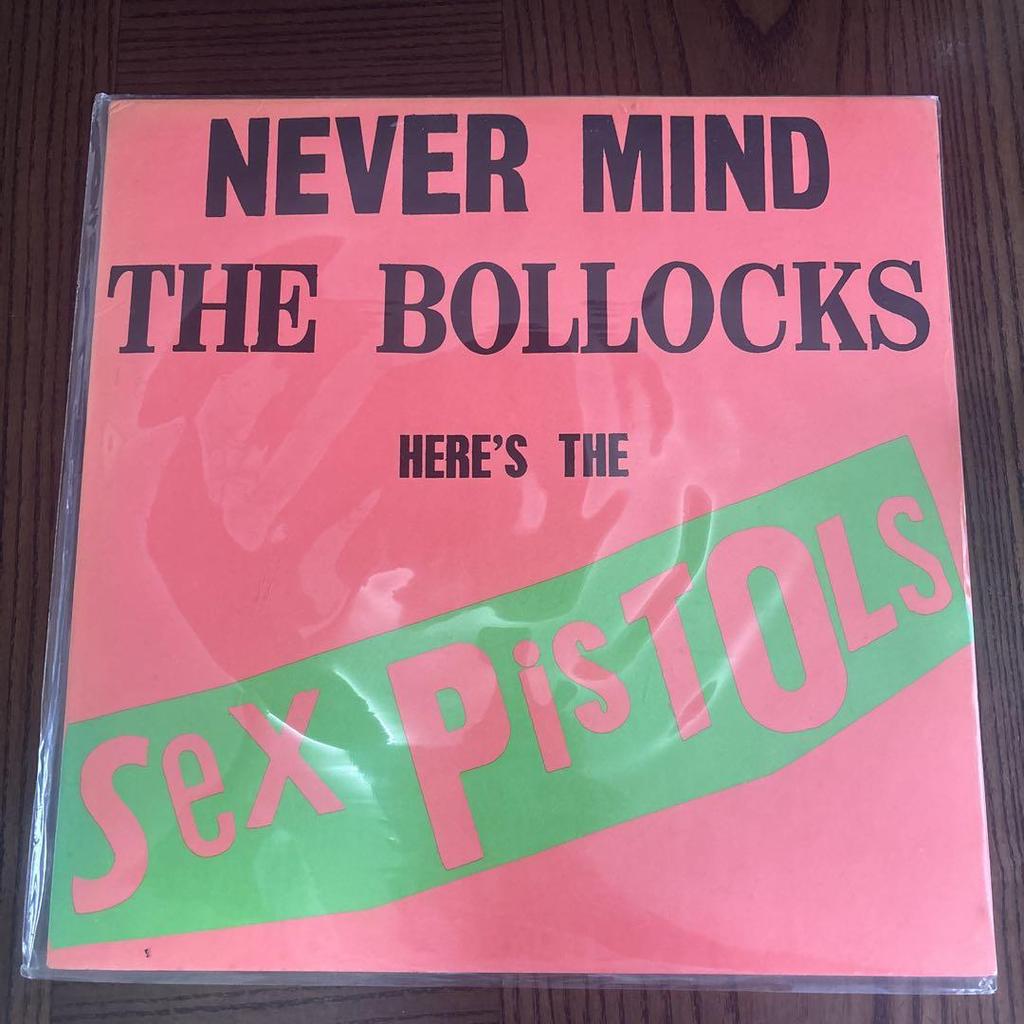 NEVER MIND
THE BOLLOCKS
HERE'S THE
SeX PiSTOLS